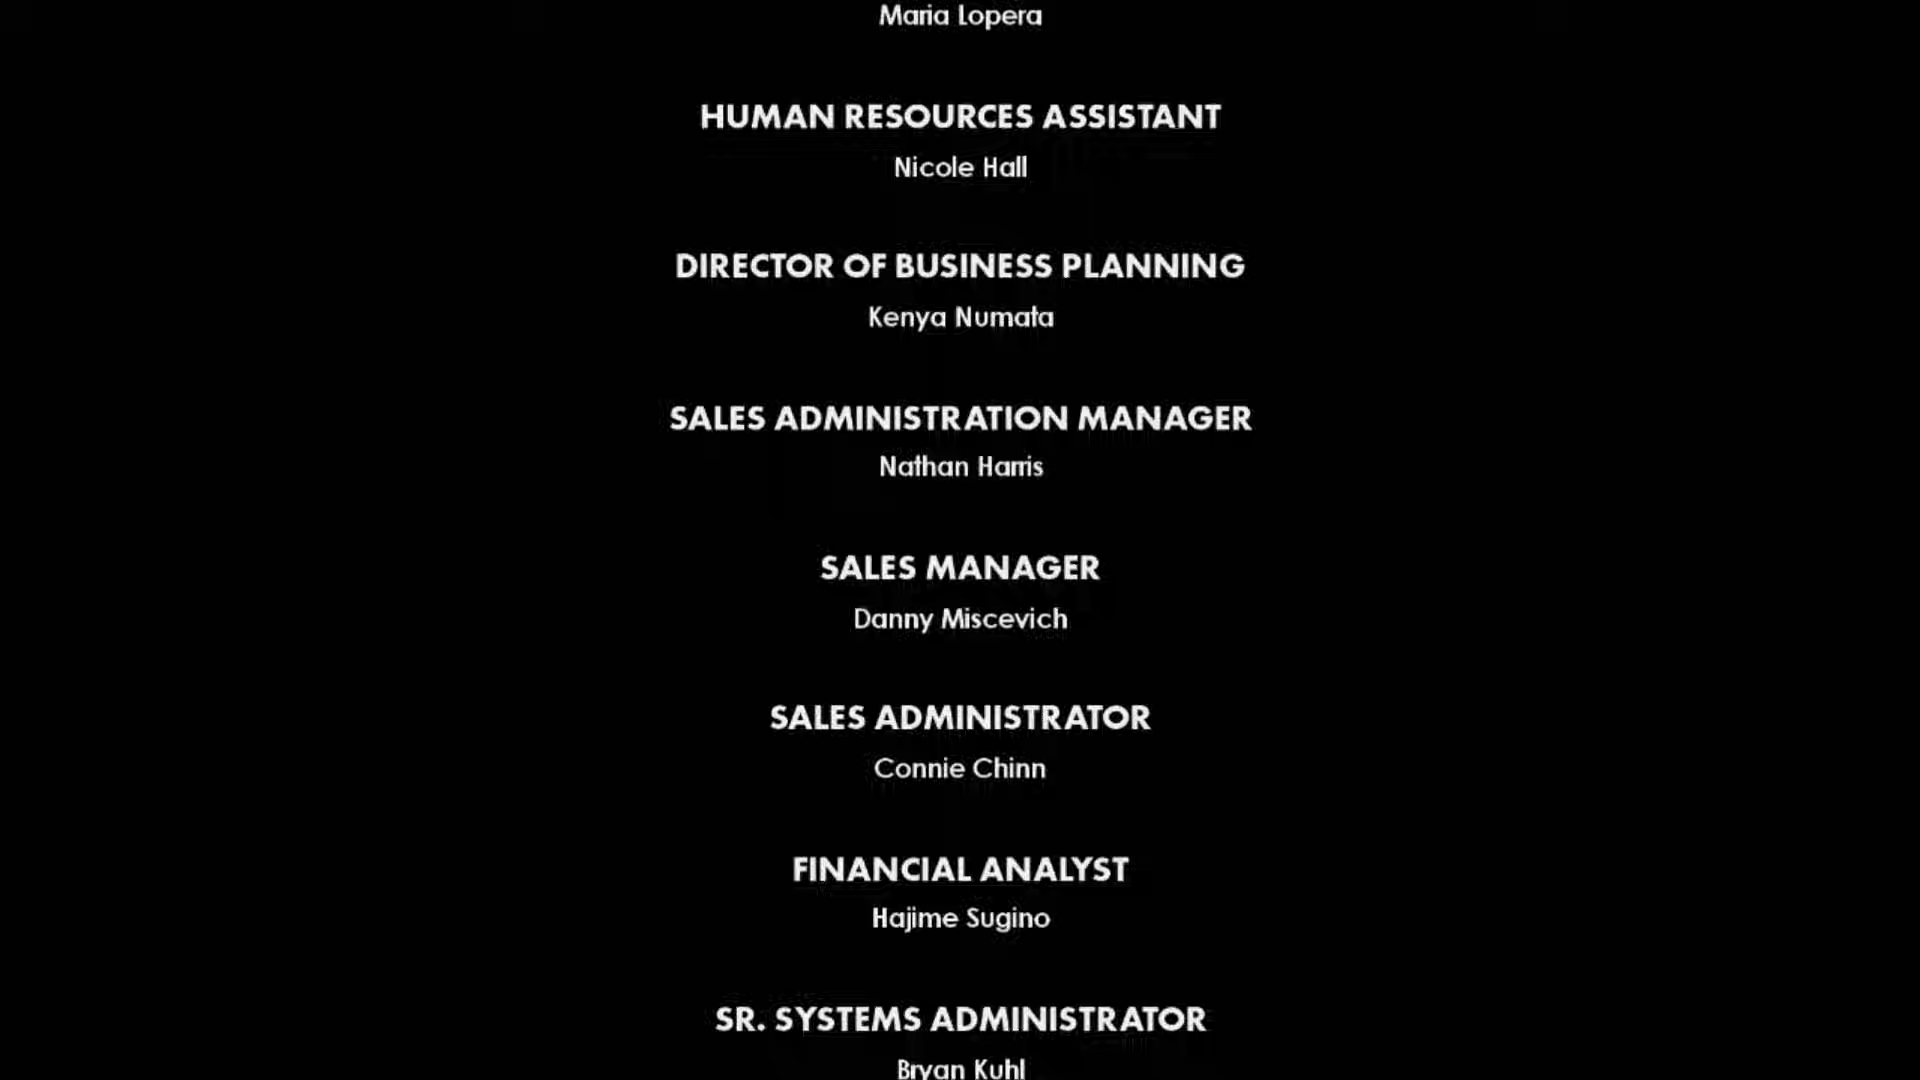 Maria Lopera
HUMAN RESOURCES ASSISTANT
Nicole Hall
DIRECTOR OF BUSINESS PLANNING
Kenya Numata
SALES ADMINISTRATION MANAGER
Nathan Harris
SALES MANAGER
Danny Miscevich
SALES ADMINISTRATOR
Connie Chinn
FINANCIAL ANALYST
Hajime Sugino
SR. SYSTEMS ADMINISTRATOR
Bryan Kuhl